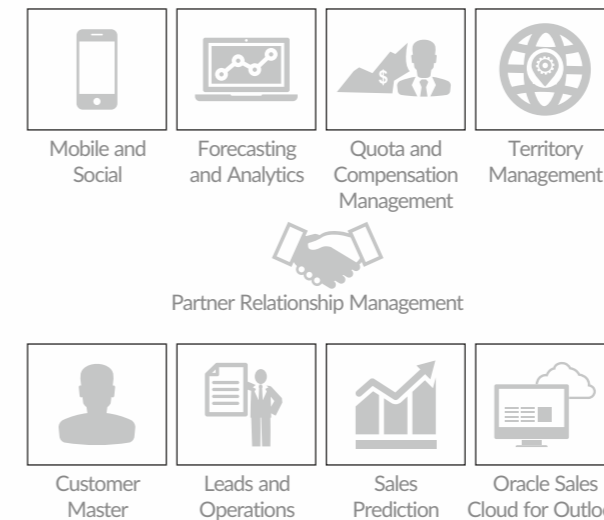 $
Mobile and
Social
Forecasting
and Analytics
Quota and
Compensation
Management
Territory
Management
Partner Relationship Management
Customer
Master
Leads and
Operations
Sales
Prediction
Oracle Sales
Cloud for Outloo